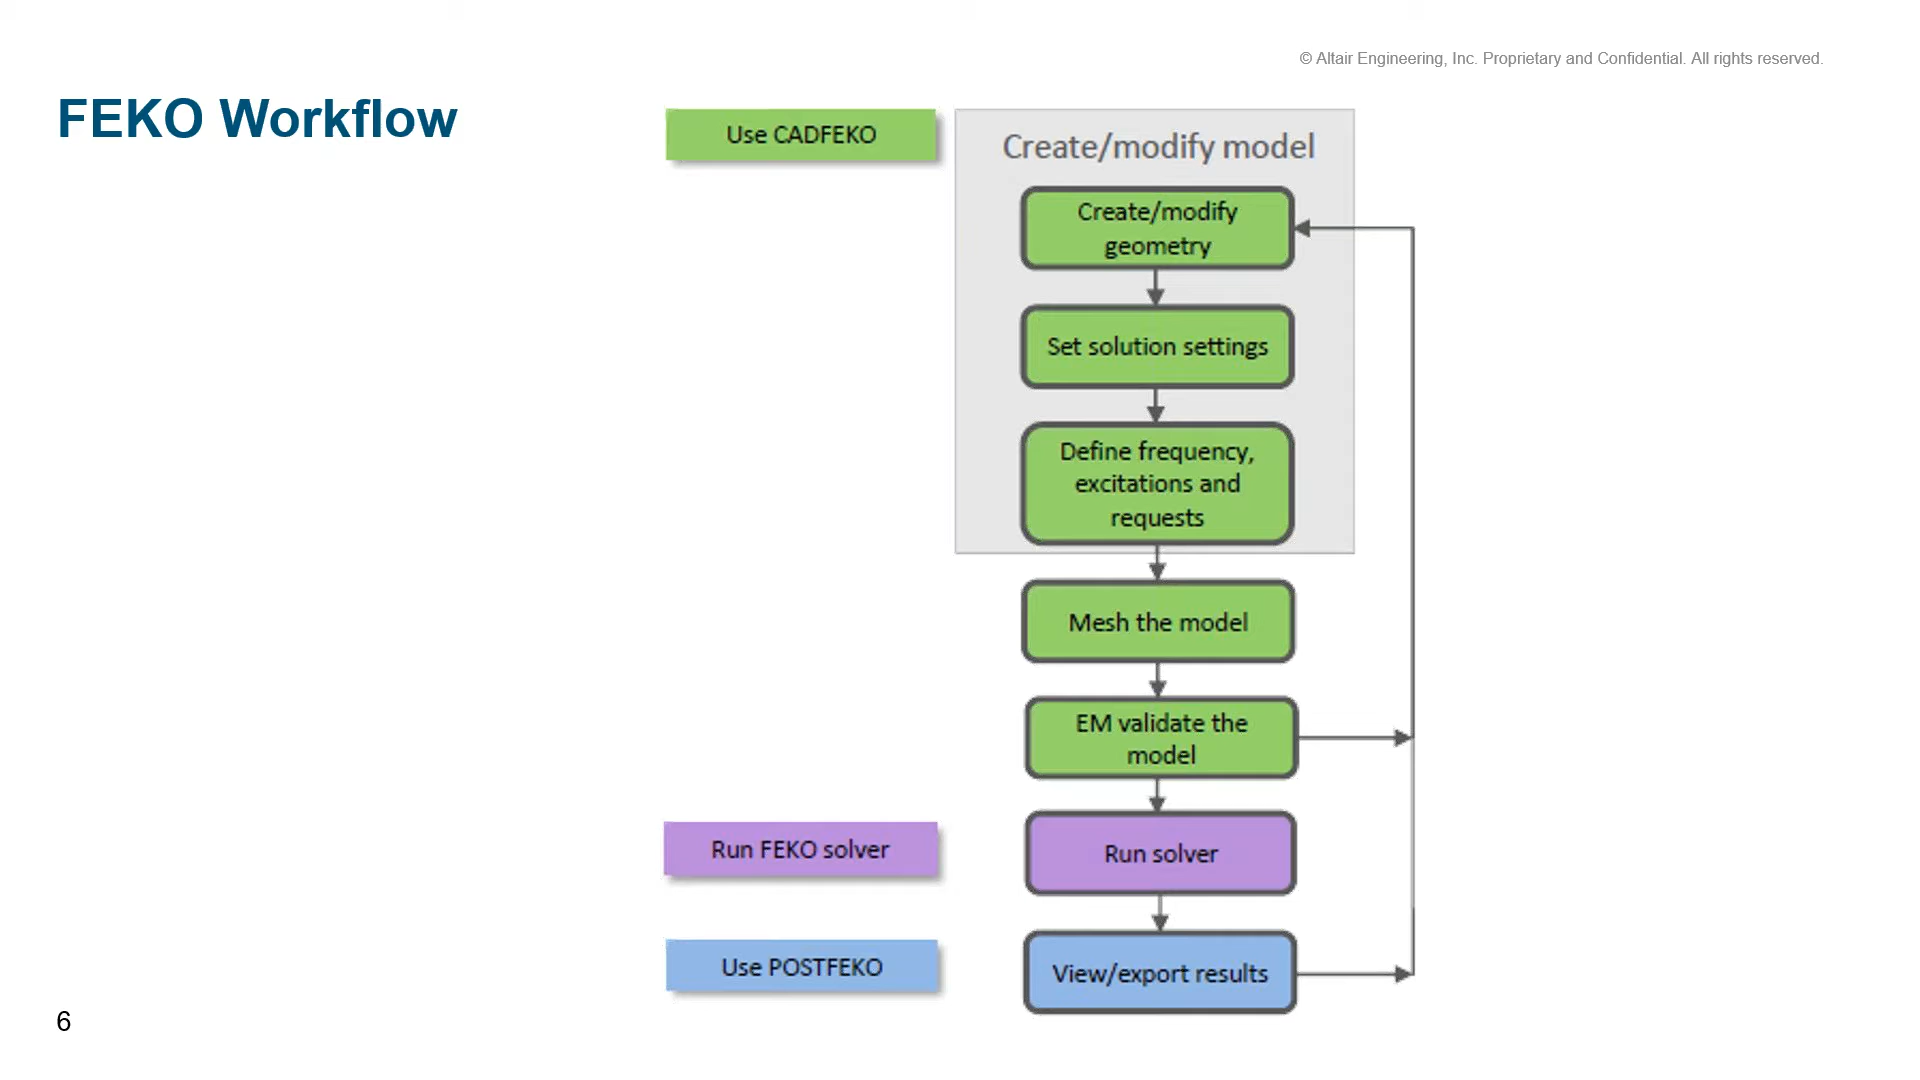 © Altair Engineering, Inc. Proprietary and Confidential. All rights reserved.
FEKO Workflow
Use CADFEKO
Create/modify model
Create/modify
geometry
Set solution settings
Define frequency,
excitations and
requests
Mesh the model
EM validate the
model
Run FEKO solver
Run solver
Use POSTFEKO
View/export results
6